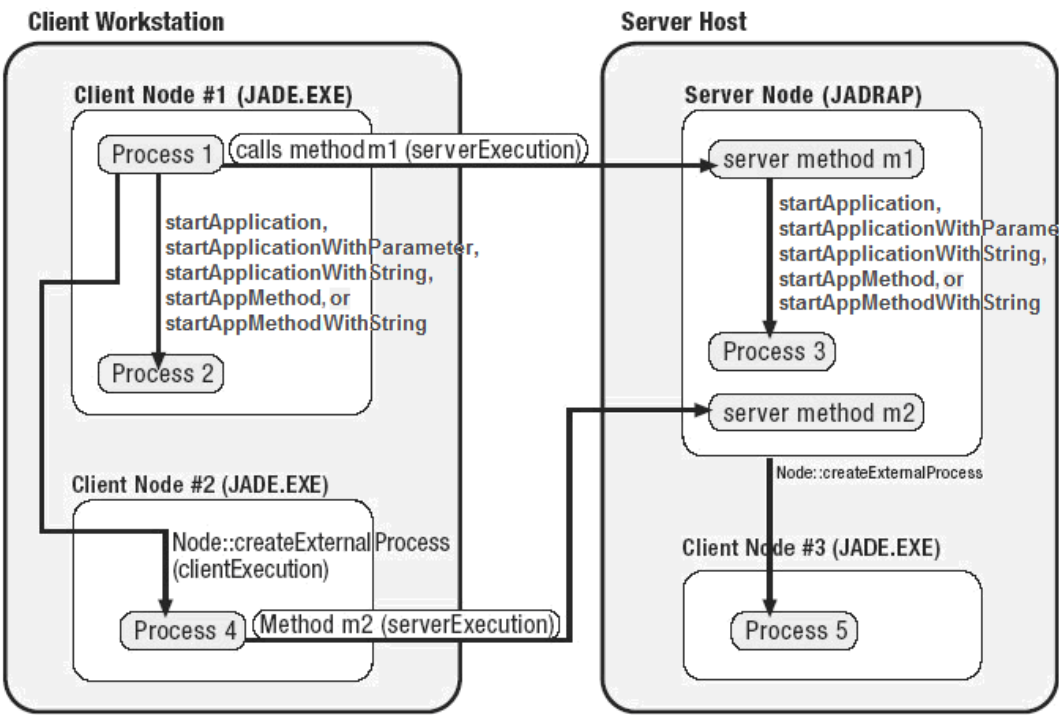 Client Workstation
Client Node #1 (JADE.EXE)
Process 1
calls method m1 (serverExecution)
startApplication,
startApplicationWithParameter,
startApplicationWithString,
startAppMethod, or
startAppMethodWithString
Process 2
Client Node #2 (JADE.EXE)
Node::createExternalProcess
(clientExecution)
Process 4
Method m2 (serverExecution)
Server Host
Server Node (JADRAP)
server method m1
startApplication,
startApplicationWithParame
startApplicationWithString,
startAppMethod, or
startAppMethodWithString
Process 3
server method m2
Node::createExternalProcess
Client Node #3 (JADE.EXE)
Process 5